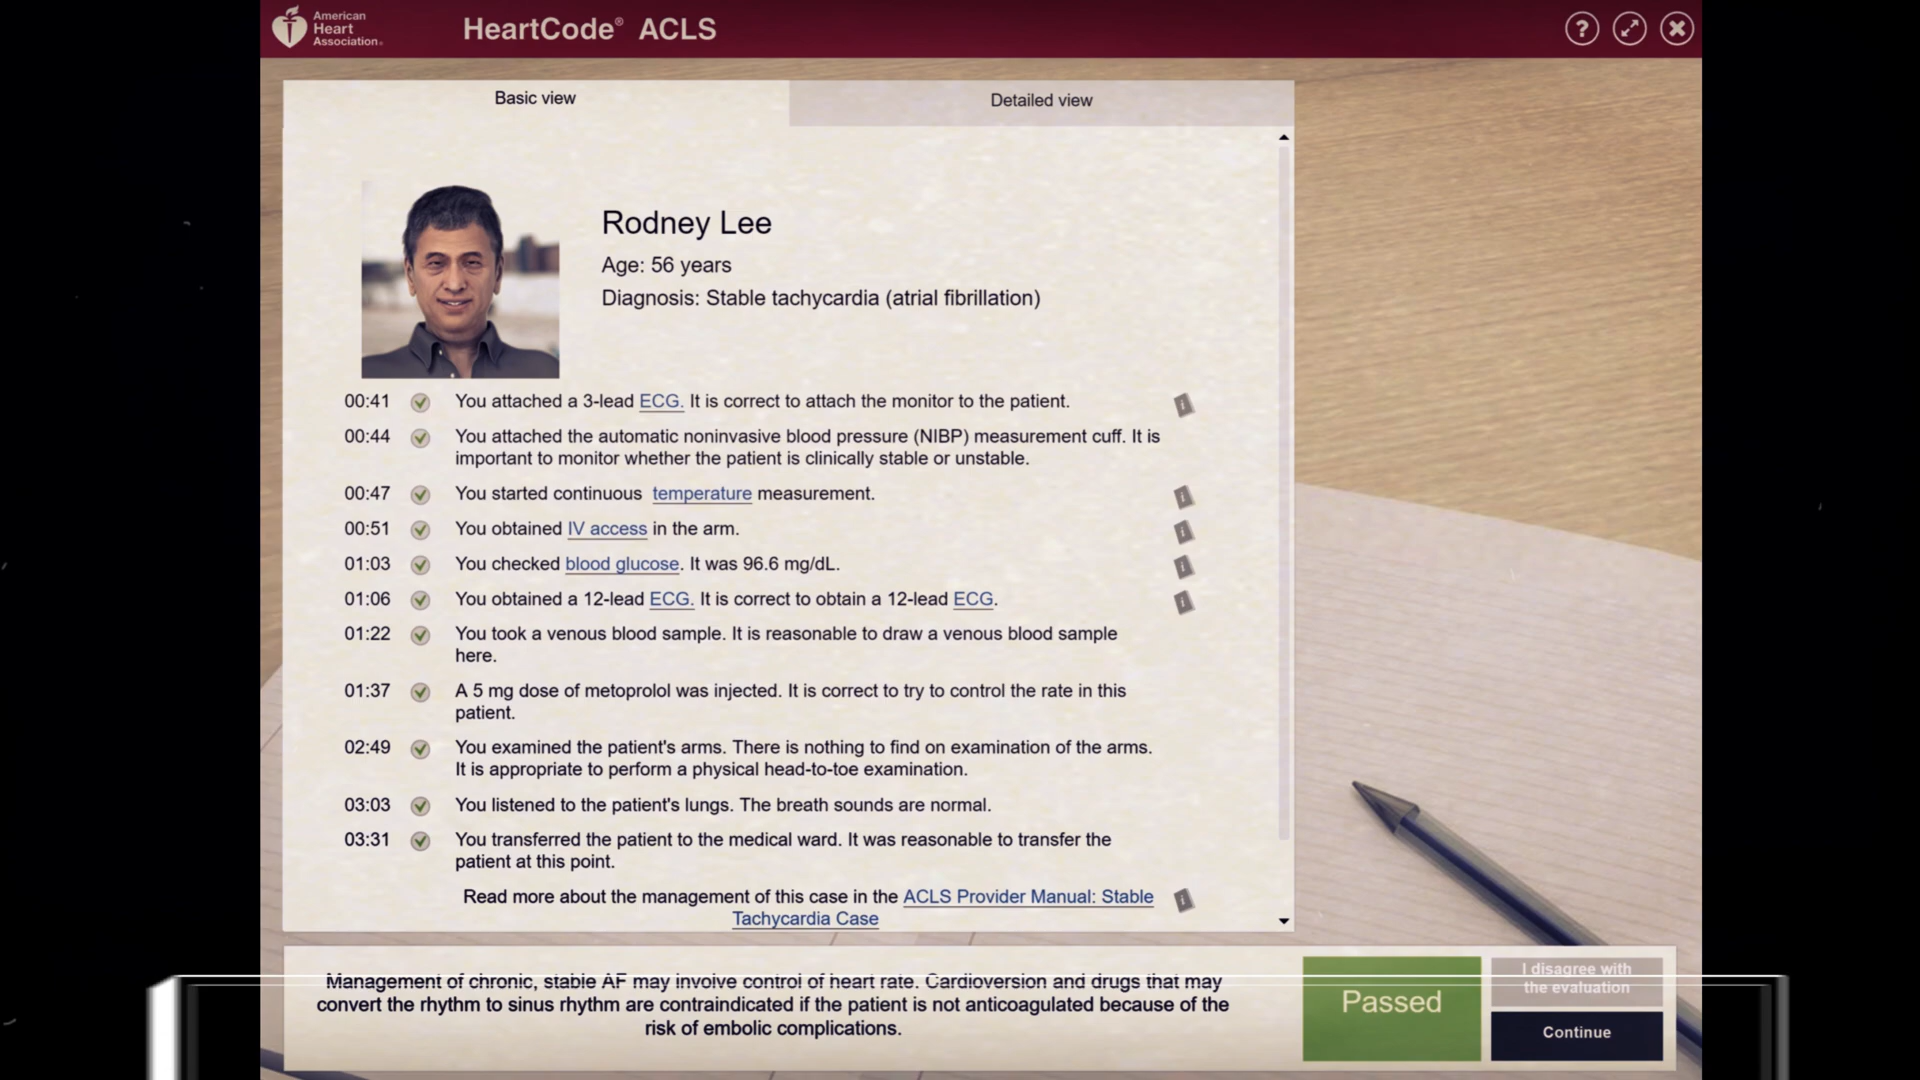 American
Heart
Association®
HeartCode® ACLS
?
Basic view
Detailed view
Rodney Lee
Age: 56 years
Diagnosis: Stable tachycardia (atrial fibrillation)
00:41 You attached a 3-lead ECG. It is correct to attach the monitor to the patient.
00:44 You attached the automatic noninvasive blood pressure (NIBP) measurement cuff. It is
important to monitor whether the patient is clinically stable or unstable.
00:47 You started continuous temperature measurement.
00:51 You obtained IV access in the arm.
01:03 You checked blood glucose. It was 96.6 mg/dL.
01:06 You obtained a 12-lead ECG. It is correct to obtain a 12-lead ECG.
01:22 You took a venous blood sample. It is reasonable to draw a venous blood sample
here.
01:37 A 5 mg dose of metoprolol was injected. It is correct to try to control the rate in this
patient.
02:49 You examined the patient's arms. There is nothing to find on examination of the arms.
It is appropriate to perform a physical head-to-toe examination.
03:03 You listened to the patient's lungs. The breath sounds are normal.
03:31 You transferred the patient to the medical ward. It was reasonable to transfer the
patient at this point.
Read more about the management of this case in the ACLS Provider Manual: Stable
Tachycardia Case
Management of chronic, stable AF may involve control of heart rate. Cardioversion and drugs that may
convert the rhythm to sinus rhythm are contraindicated if the patient is not anticoagulated because of the
risk of embolic complications.
Passed
I disagree with
the evaluation
Continue